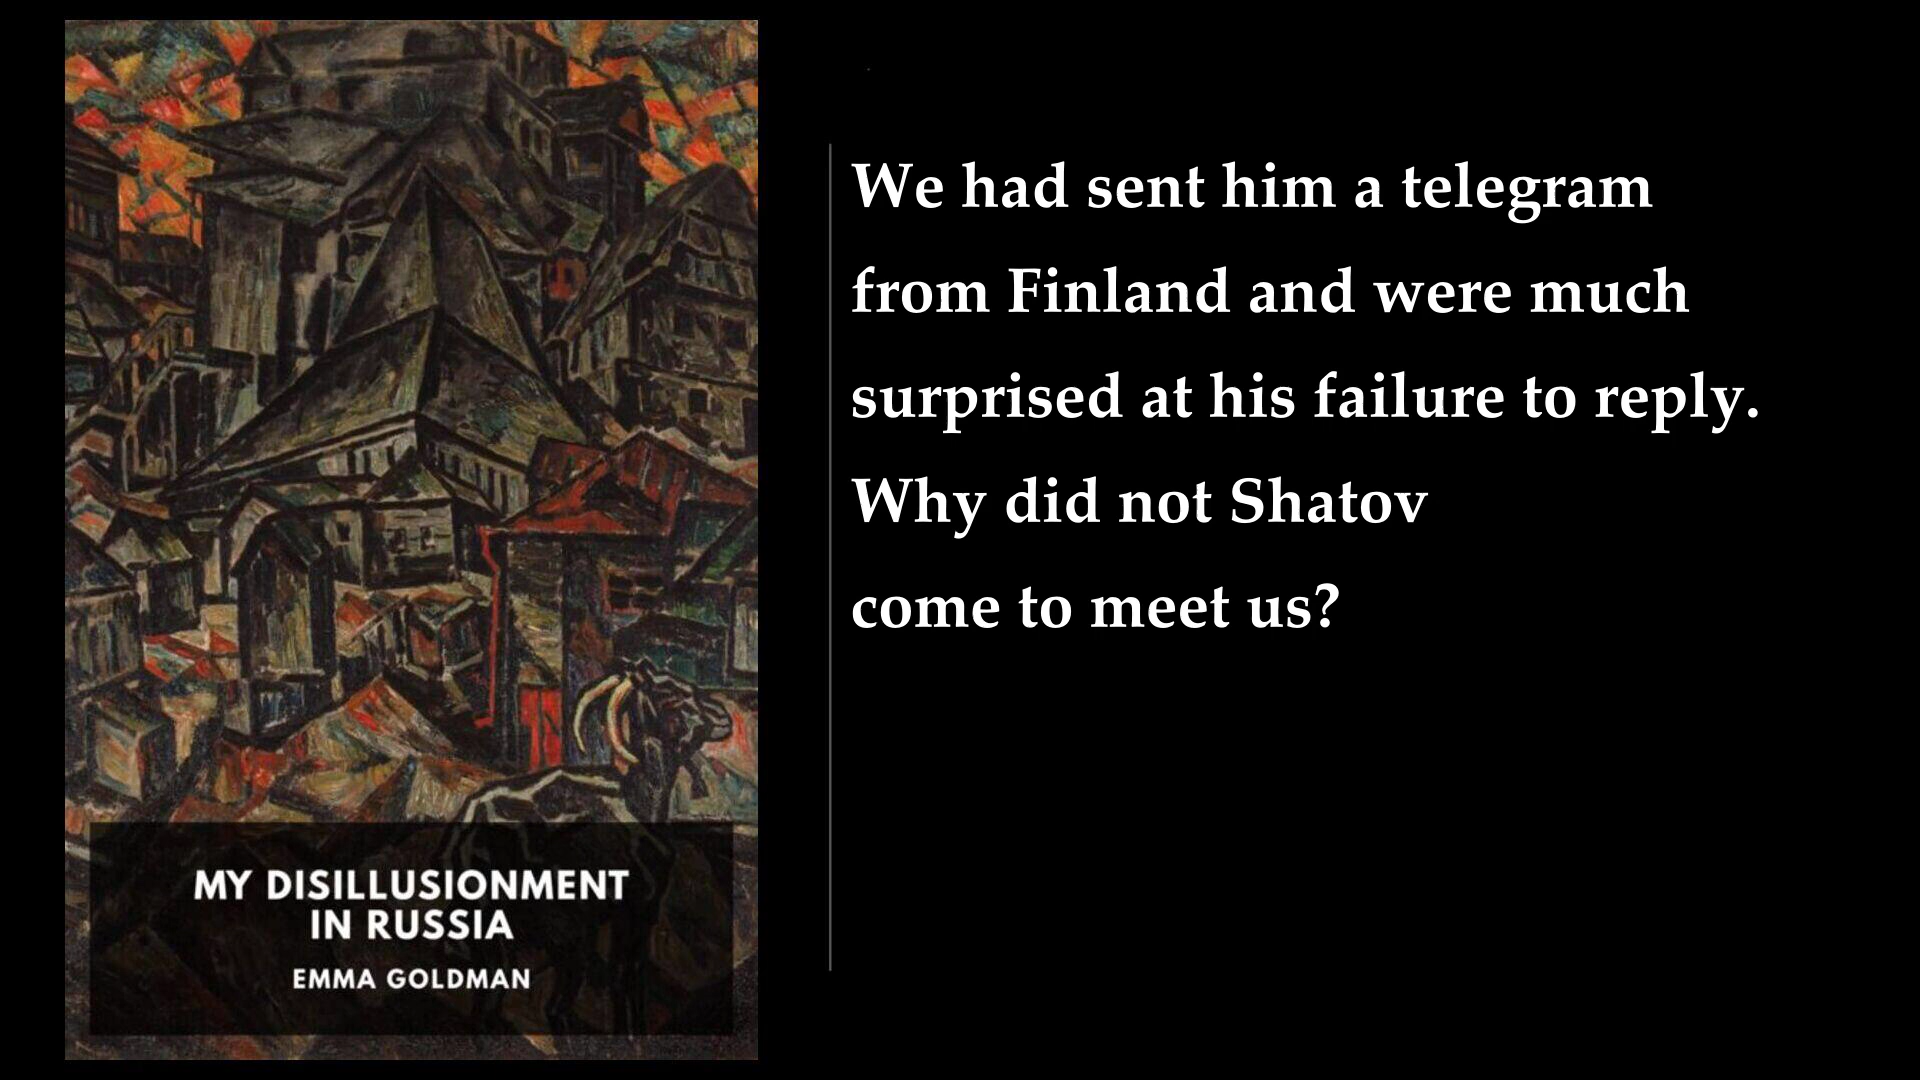 We had sent him a telegram
from Finland and were much
surprised at his failure to reply.
Why did not Shatov
come to meet us?
MY DISILLUSIONMENT
IN RUSSIA
EMMA GOLDMAN